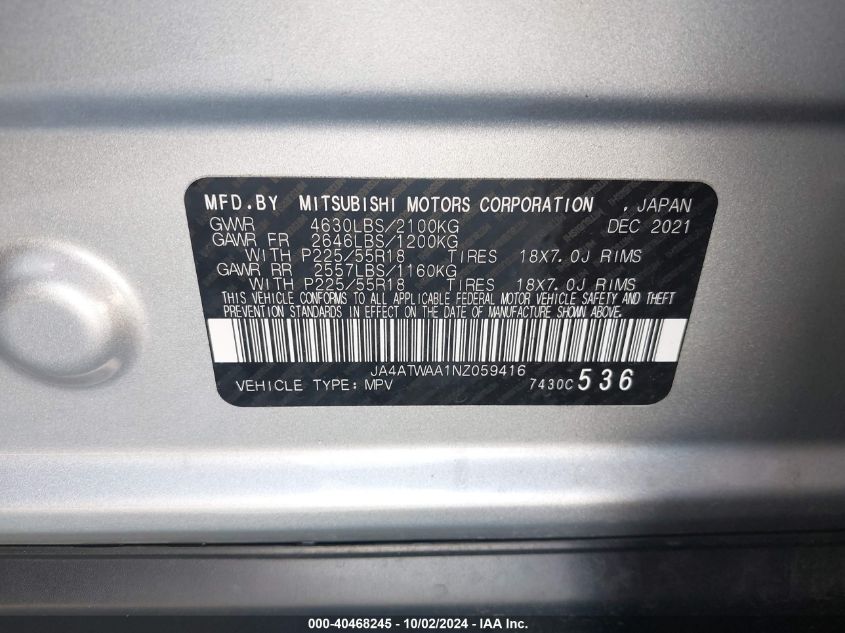 MFD.BY MITSUBISHI MOTORS CORPORATION , JAPAN
GVWR 4630LBS/2100KG DEC 2021
GAWR FR 2646LBS/1200KG
WITH P225/55R18 TIRES 18X7.0J RIMS
GAWR RR 2557LBS/1160KG
WITH P225/55R18 TIRES 18X7.0J RIMS
THIS VEHICLE CONFORMS TO ALL APPLICABLE FEDERAL MOTOR VEHICLE SAFETY AND THEFT
PREVENTION STANDARDS IN EFFECT ON THE DATE OF MANUFACTURE SHOWN ABOVE.
JA4ATWAA1NZ059416
VEHICLE TYPE: MPV 7430C 536
000-40468245 - 10/02/2024 - IAA Inc.